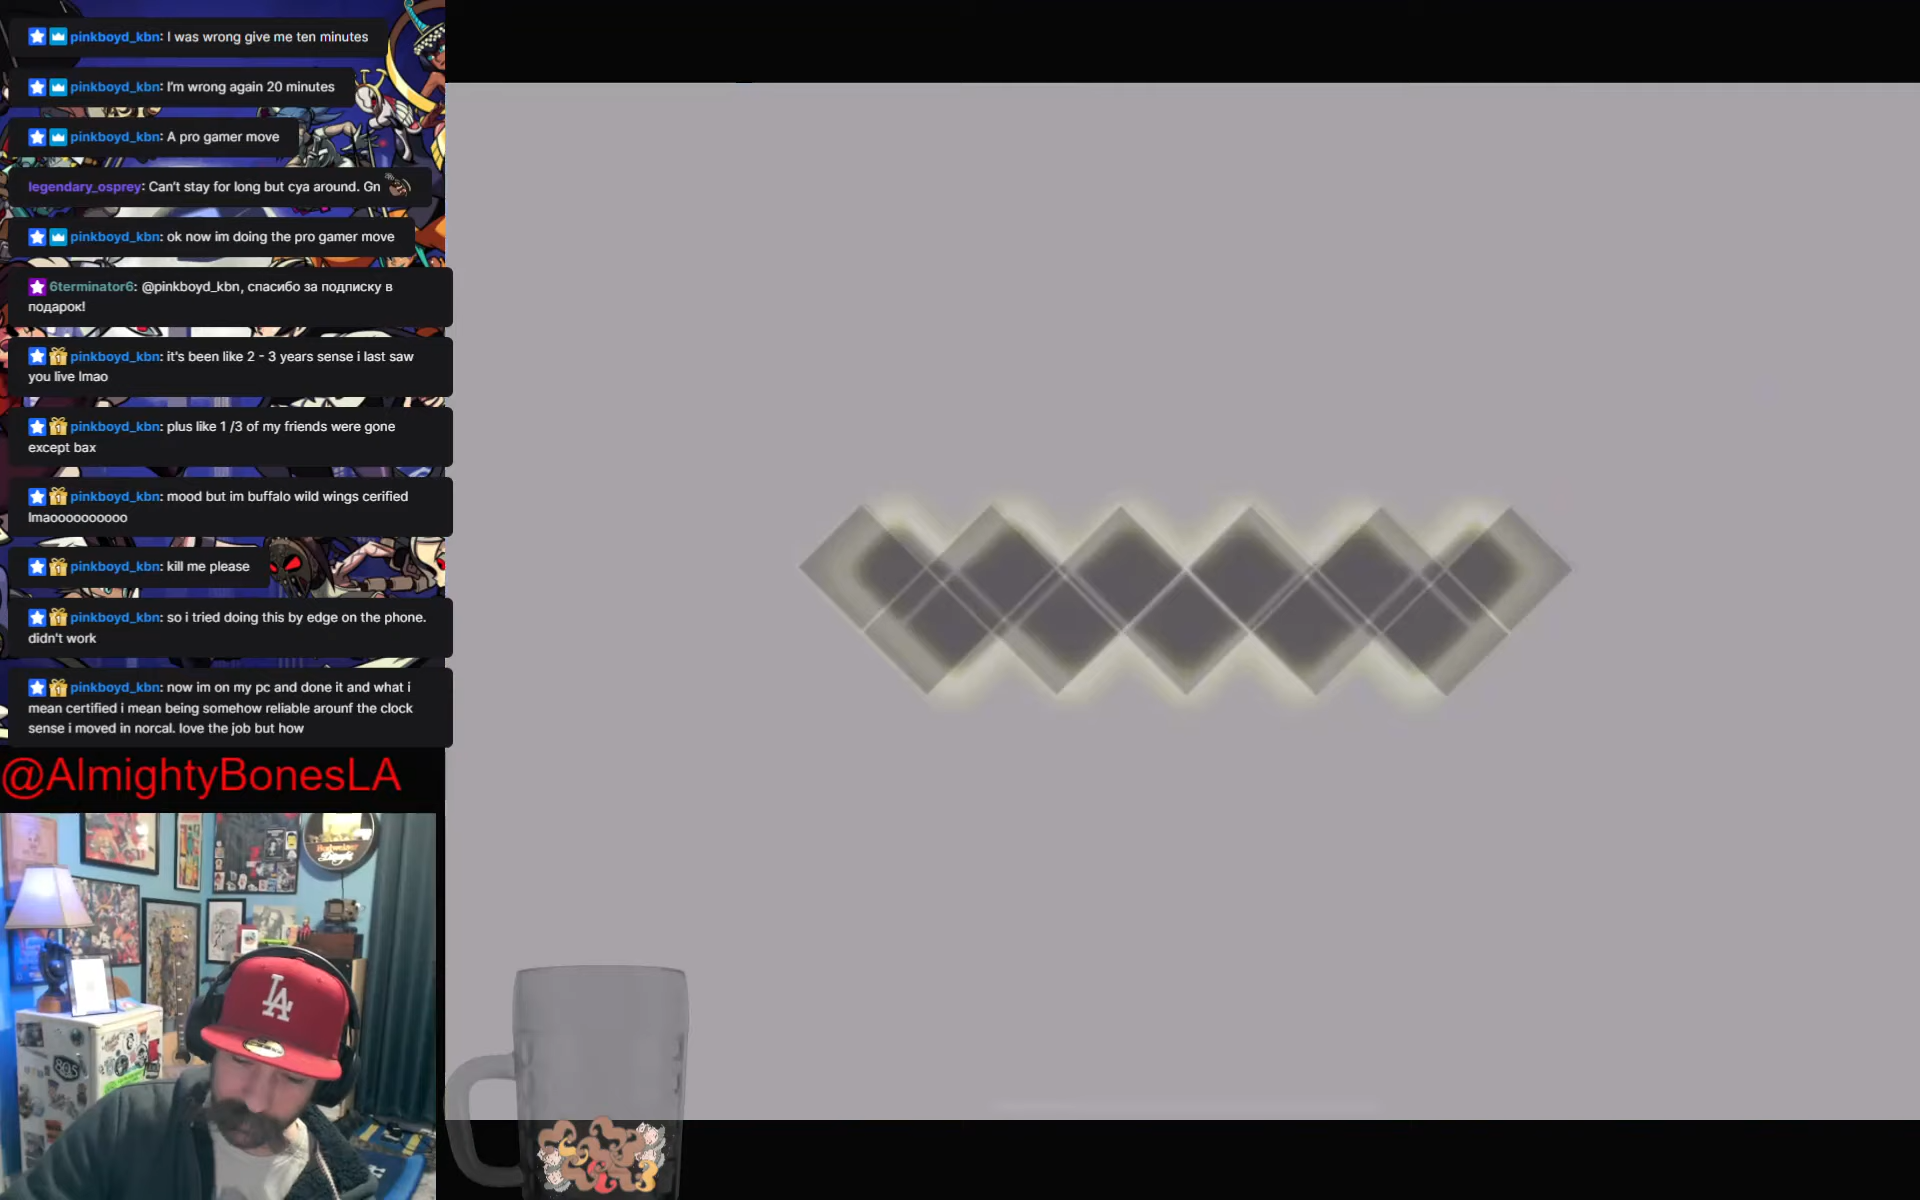 pinkboyd_kbn: I was wrong give me ten minutes
pinkboyd_kbn: I'm wrong again 20 minutes
pinkboyd_kbn: A pro gamer move
legendary_osprey: Can't stay for long but cya around. Gn
pinkboyd_kbn: ok now im doing the pro gamer move
6terminator6: @pinkboyd_kbn, спасибо за подписку в
подарок!
pinkboyd_kbn: it's been like 2 - 3 years sense i last saw
you live lmao
pinkboyd_kbn: plus like 1 /3 of my friends were gone
except bax
pinkboyd_kbn: mood but im buffalo wild wings cerified
lmaoooooooooo
pinkboyd_kbn: kill me please
pinkboyd_kbn: so i tried doing this by edge on the phone.
didn't work
pinkboyd_kbn: now im on my pc and done it and what i
mean certified i mean being somehow reliable arounf the clock
sense i moved in norcal. love the job but how
@AlmightyBonesLA
Budweiser
Draught
LA
805